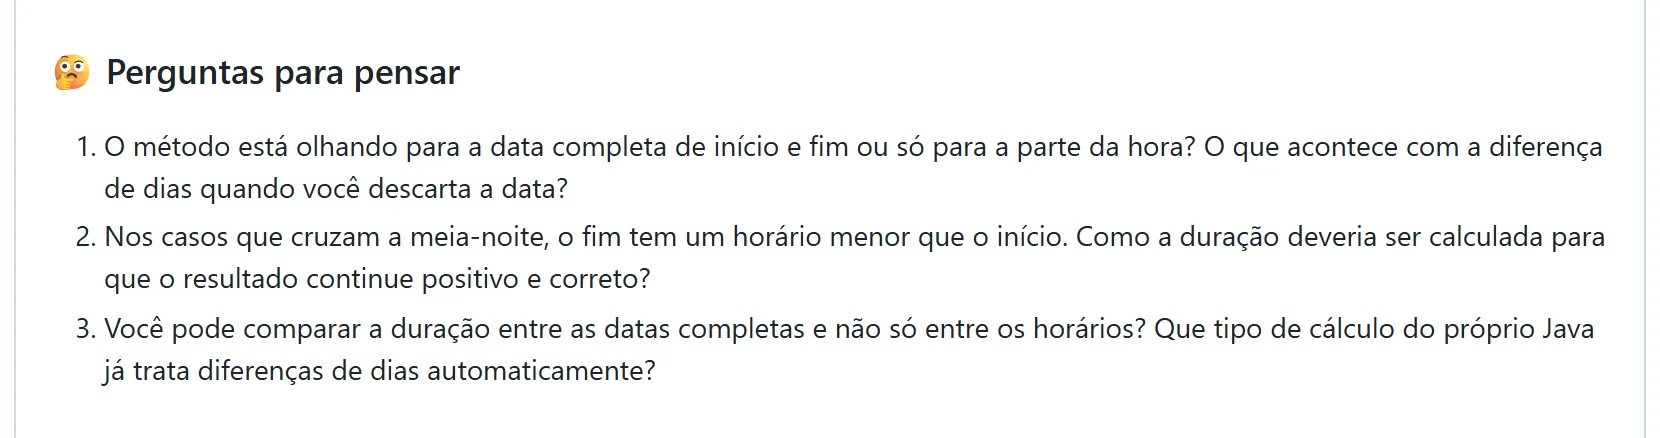 🤔 Perguntas para pensar
1. O método está olhando para a data completa de início e fim ou só para a parte da hora? O que acontece com a diferença
de dias quando você descarta a data?
2. Nos casos que cruzam a meia-noite, o fim tem um horário menor que o início. Como a duração deveria ser calculada para
que o resultado continue positivo e correto?
3. Você pode comparar a duração entre as datas completas e não só entre os horários? Que tipo de cálculo do próprio Java
já trata diferenças de dias automaticamente?